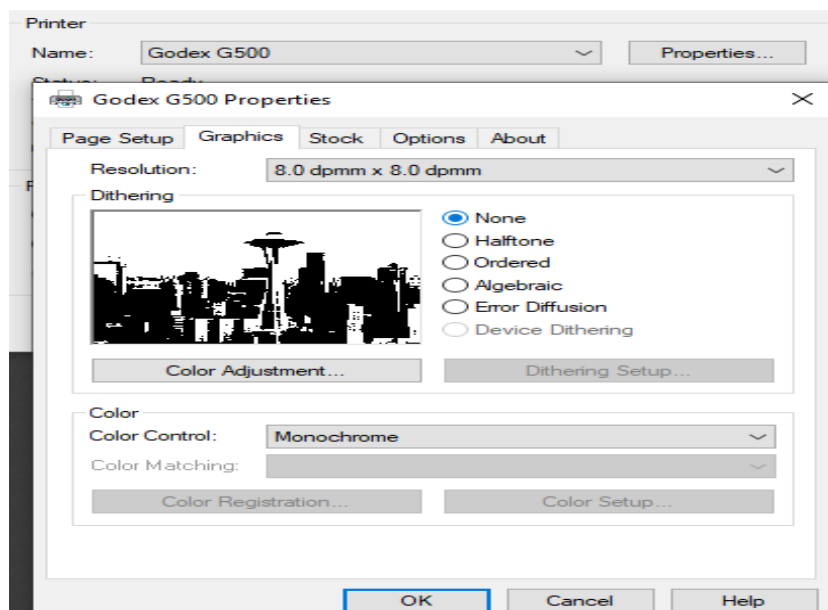 Printer
Name: Godex G500 Properties...
Status: Ready
Godex G500 Properties
Page Setup Graphics Stock Options About
Resolution: 8.0 dpmm x 8.0 dpmm
Dithering
None
Halftone
Ordered
Algebraic
Error Diffusion
Device Dithering
Color Adjustment... Dithering Setup...
Color
Color Control: Monochrome
Color Matching:
Color Registration... Color Setup...
OK Cancel Help